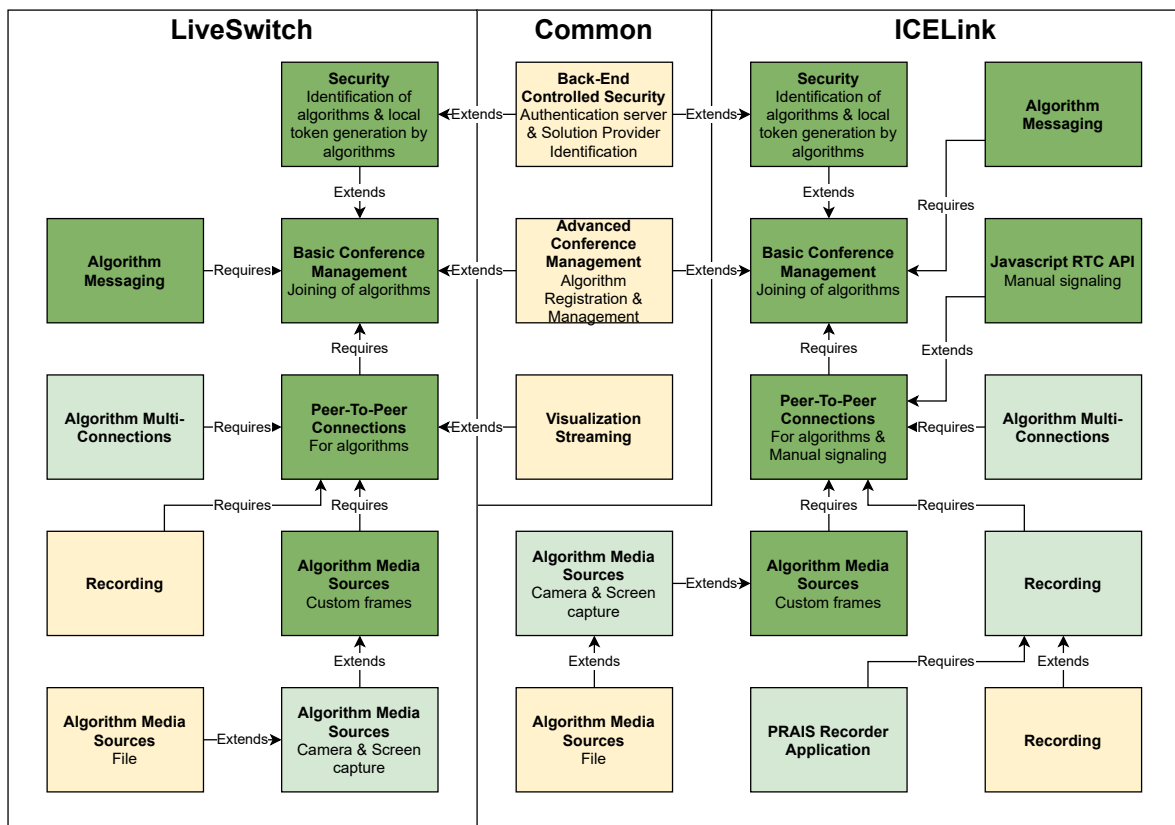 LiveSwitch
Common
ICELink
Security
Identification of
algorithms & local
token generation by
algorithms
Extends
Back-End
Controlled Security
Authentication server
& Solution Provider
Identification
Extends
Security
Identification of
algorithms & local
token generation by
algorithms
Algorithm
Messaging
Extends
Extends
Requires
Algorithm
Messaging
Requires
Basic Conference
Management
Joining of algorithms
Extends
Advanced
Conference
Management
Algorithm
Registration &
Management
Extends
Basic Conference
Management
Joining of algorithms
Javascript RTC API
Manual signaling
Requires
Requires
Extends
Algorithm Multi-
Connections
Requires
Peer-To-Peer
Connections
For algorithms
Extends
Visualization
Streaming
Peer-To-Peer
Connections
For algorithms &
Manual signaling
Requires
Algorithm Multi-
Connections
Requires
Requires
Requires
Requires
Recording
Algorithm Media
Sources
Custom frames
Algorithm Media
Sources
Camera & Screen
capture
Extends
Algorithm Media
Sources
Custom frames
Recording
Extends
Extends
Requires
Extends
Algorithm Media
Sources
File
Extends
Algorithm Media
Sources
Camera & Screen
capture
Algorithm Media
Sources
File
PRAIS Recorder
Application
Recording